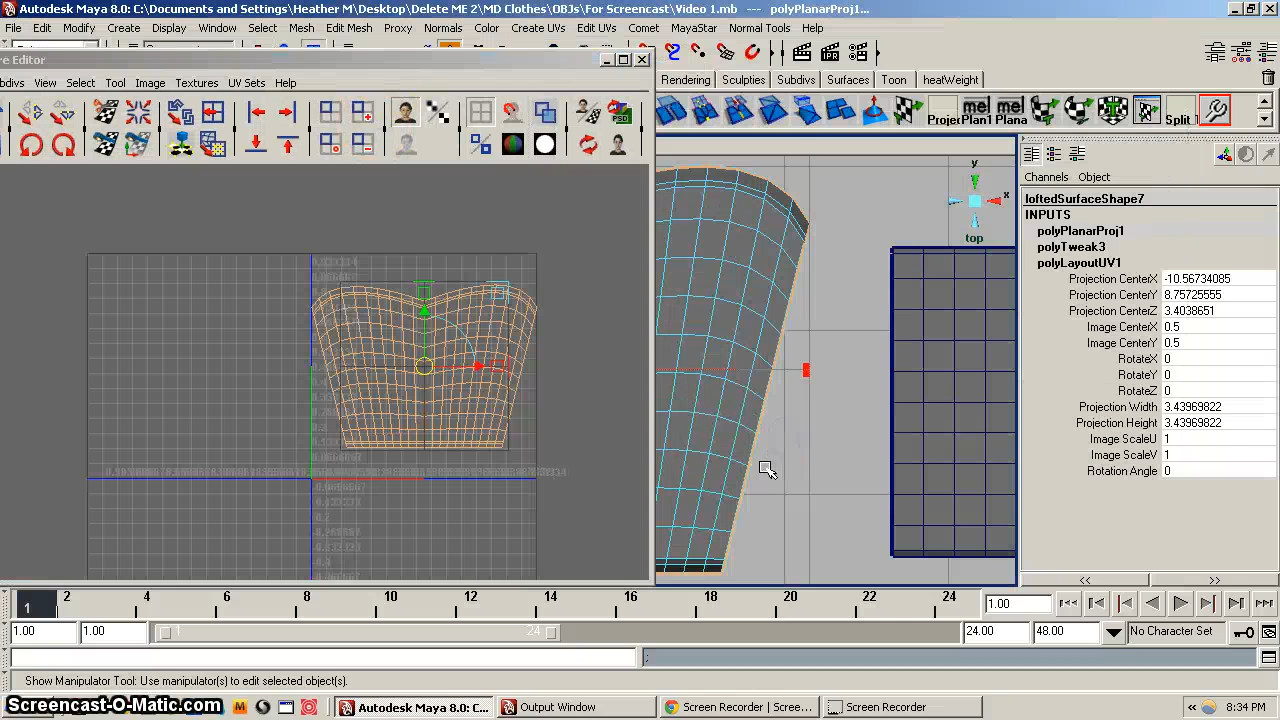 Autodesk Maya 8.0: C:\Documents and Settings\Heather M\Desktop\Delete ME 2\MD Clothes\OBJs\For Screencast\Video 1.mb --- polyPlanarProj1...
File Edit Modify Create Display Window Select Mesh Edit Mesh Proxy Normals Color Create UVs Edit UVs Comet MayaStar Normal Tools Help
re Editor
bdivs View Select Tool Image Textures UV Sets Help
Rendering Sculpties Subdivs Surfaces Toon heatWeight
IPR
mel mel
Plan1 Plana Split
PSD
Channels Object
loftedSurfaceShape7
INPUTS
polyPlanarProj1
polyTweak3
polyLayoutUV1
Projection CenterX -10.56734085
Projection CenterY 8.75725555
Projection CenterZ 3.4038651
Image CenterX 0.5
Image CenterY 0.5
RotateX 0
RotateY 0
RotateZ 0
Projection Width 3.43969822
Projection Height 3.43969822
Image ScaleU 1
Image ScaleV 1
Rotation Angle 0
y
x
top
<< >>
1 2 4 6 8 10 12 14 16 18 20 22 24
1.00
1.00 1.00 1 24 24.00 48.00 No Character Set
Show Manipulator Tool: Use manipulator(s) to edit selected object(s).
Screencast-O-Matic.com
Autodesk Maya 8.0: C... Output Window Screen Recorder | Scree... Screen Recorder
8:34 PM